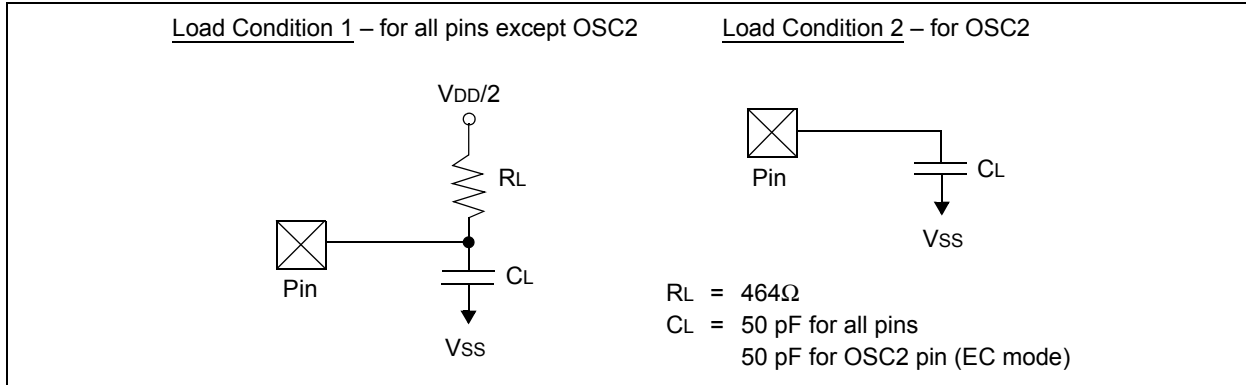 Load Condition 1 – for all pins except OSC2
Load Condition 2 – for OSC2
VDD/2
RL
Pin
CL
VSS
Pin
CL
VSS
RL = 464Ω
CL = 50 pF for all pins
50 pF for OSC2 pin (EC mode)